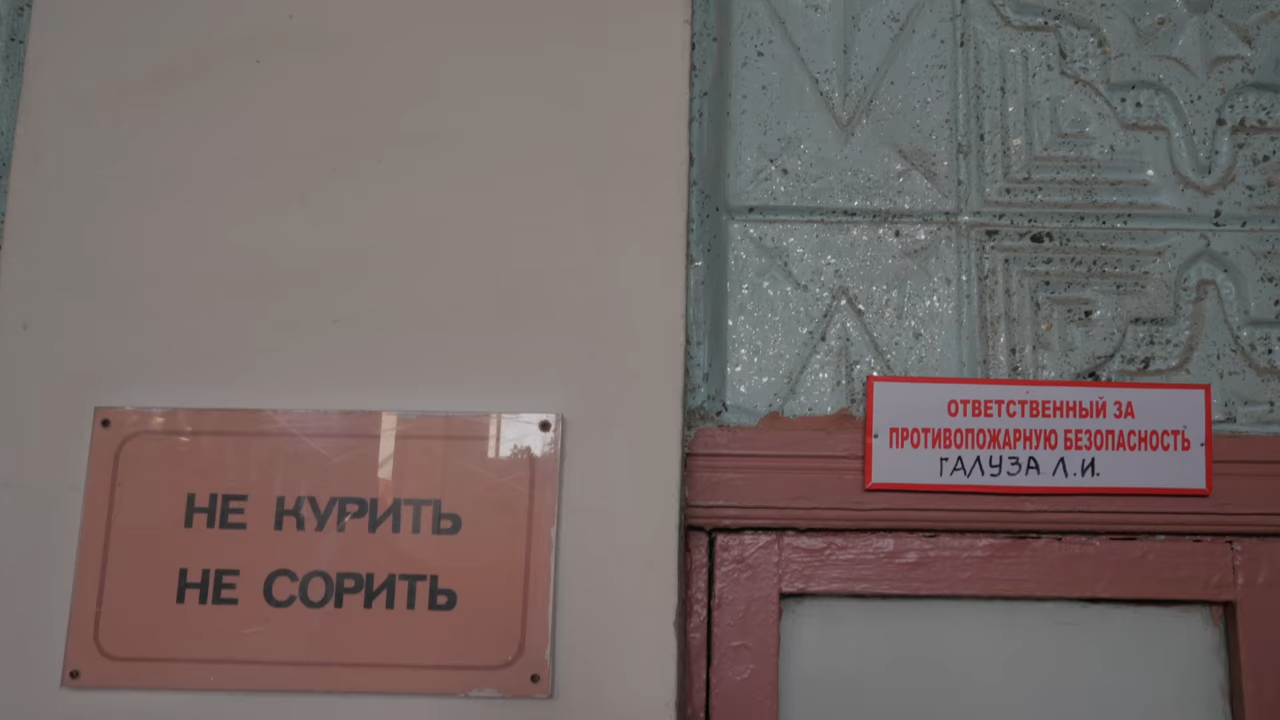 НЕ КУРИТЬ
НЕ СОРИТЬ
ОТВЕТСТВЕННЫЙ ЗА
ПРОТИВОПОЖАРНУЮ БЕЗОПАСНОСТЬ
ГАЛУЗА Л.И.